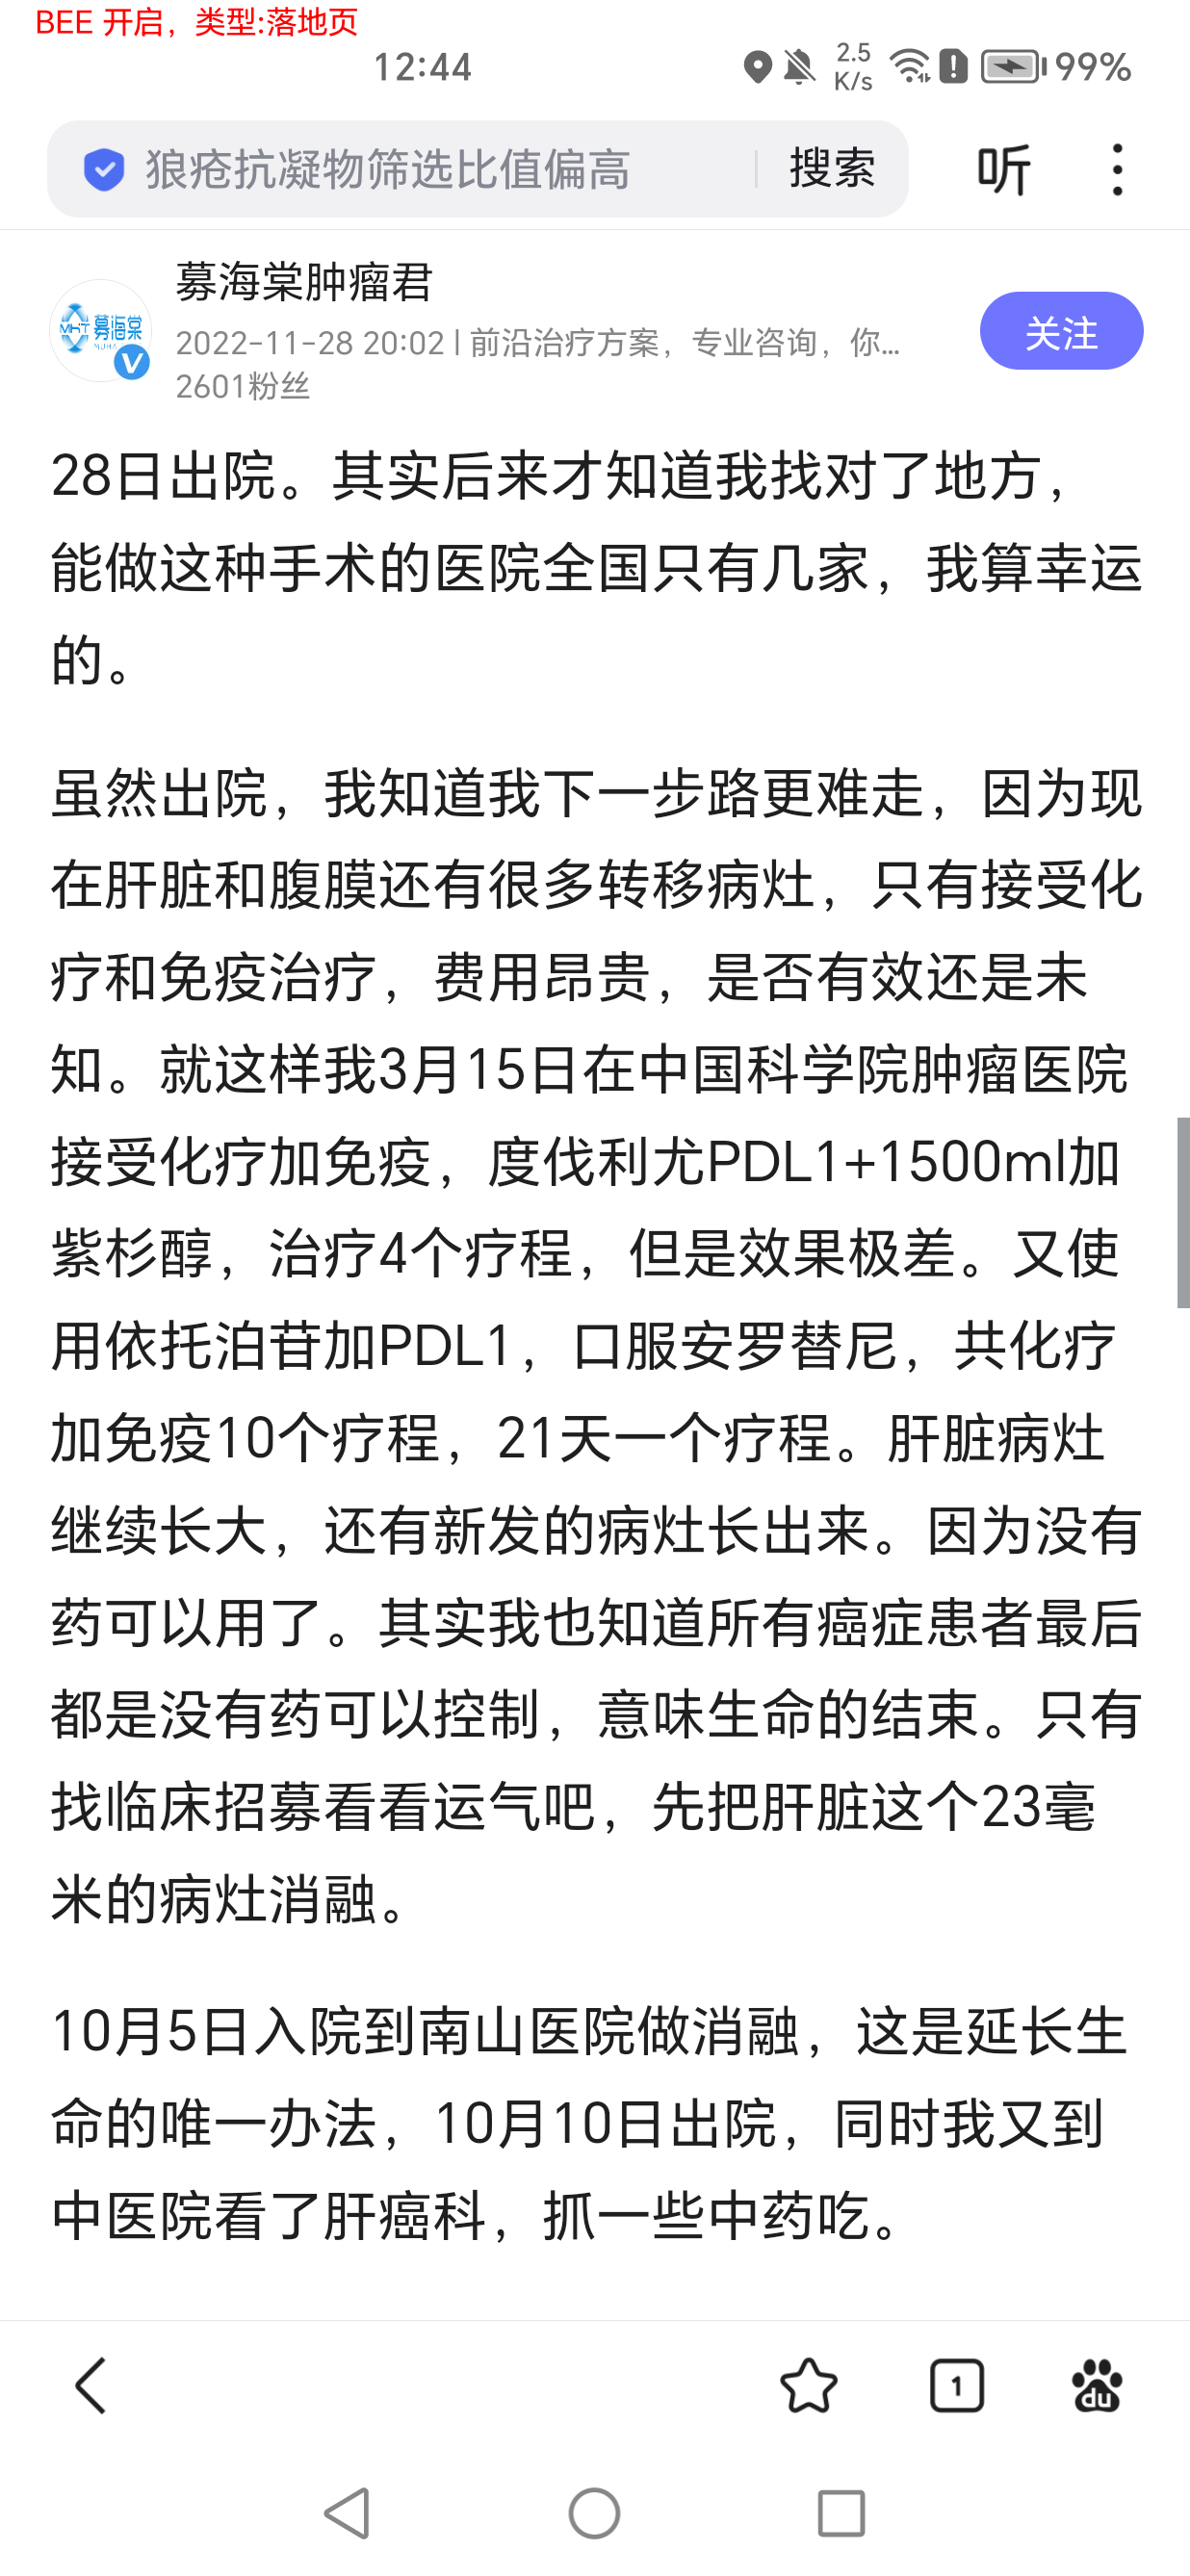 BEE 开启，类型:落地页
12:44
2.5
K/s
99%
狼疮抗凝物筛选比值偏高
搜索
听
募海棠肿瘤君
2022-11-28 20:02 | 前沿治疗方案，专业咨询，你...
2601粉丝
关注
MHT 募海棠
V
28日出院。其实后来才知道我找对了地方，
能做这种手术的医院全国只有几家，我算幸运
的。
虽然出院，我知道我下一步路更难走，因为现
在肝脏和腹膜还有很多转移病灶，只有接受化
疗和免疫治疗，费用昂贵，是否有效还是未
知。就这样我3月15日在中国科学院肿瘤医院
接受化疗加免疫，度伐利尤PDL1+1500ml加
紫杉醇，治疗4个疗程，但是效果极差。又使
用依托泊苷加PDL1，口服安罗替尼，共化疗
加免疫10个疗程，21天一个疗程。肝脏病灶
继续长大，还有新发的病灶长出来。因为没有
药可以用了。其实我也知道所有癌症患者最后
都是没有药可以控制，意味生命的结束。只有
找临床招募看看运气吧，先把肝脏这个23毫
米的病灶消融。
10月5日入院到南山医院做消融，这是延长生
命的唯一办法，10月10日出院，同时我又到
中医院看了肝癌科，抓一些中药吃。
1
du